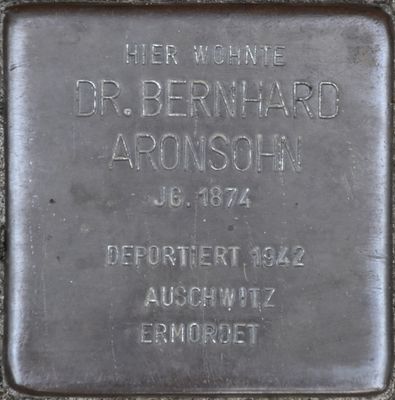 HIER WOHNTE
DR. BERNHARD
ARONSOHN
JG. 1874
DEPORTIERT 1942
AUSCHWITZ
ERMORDET